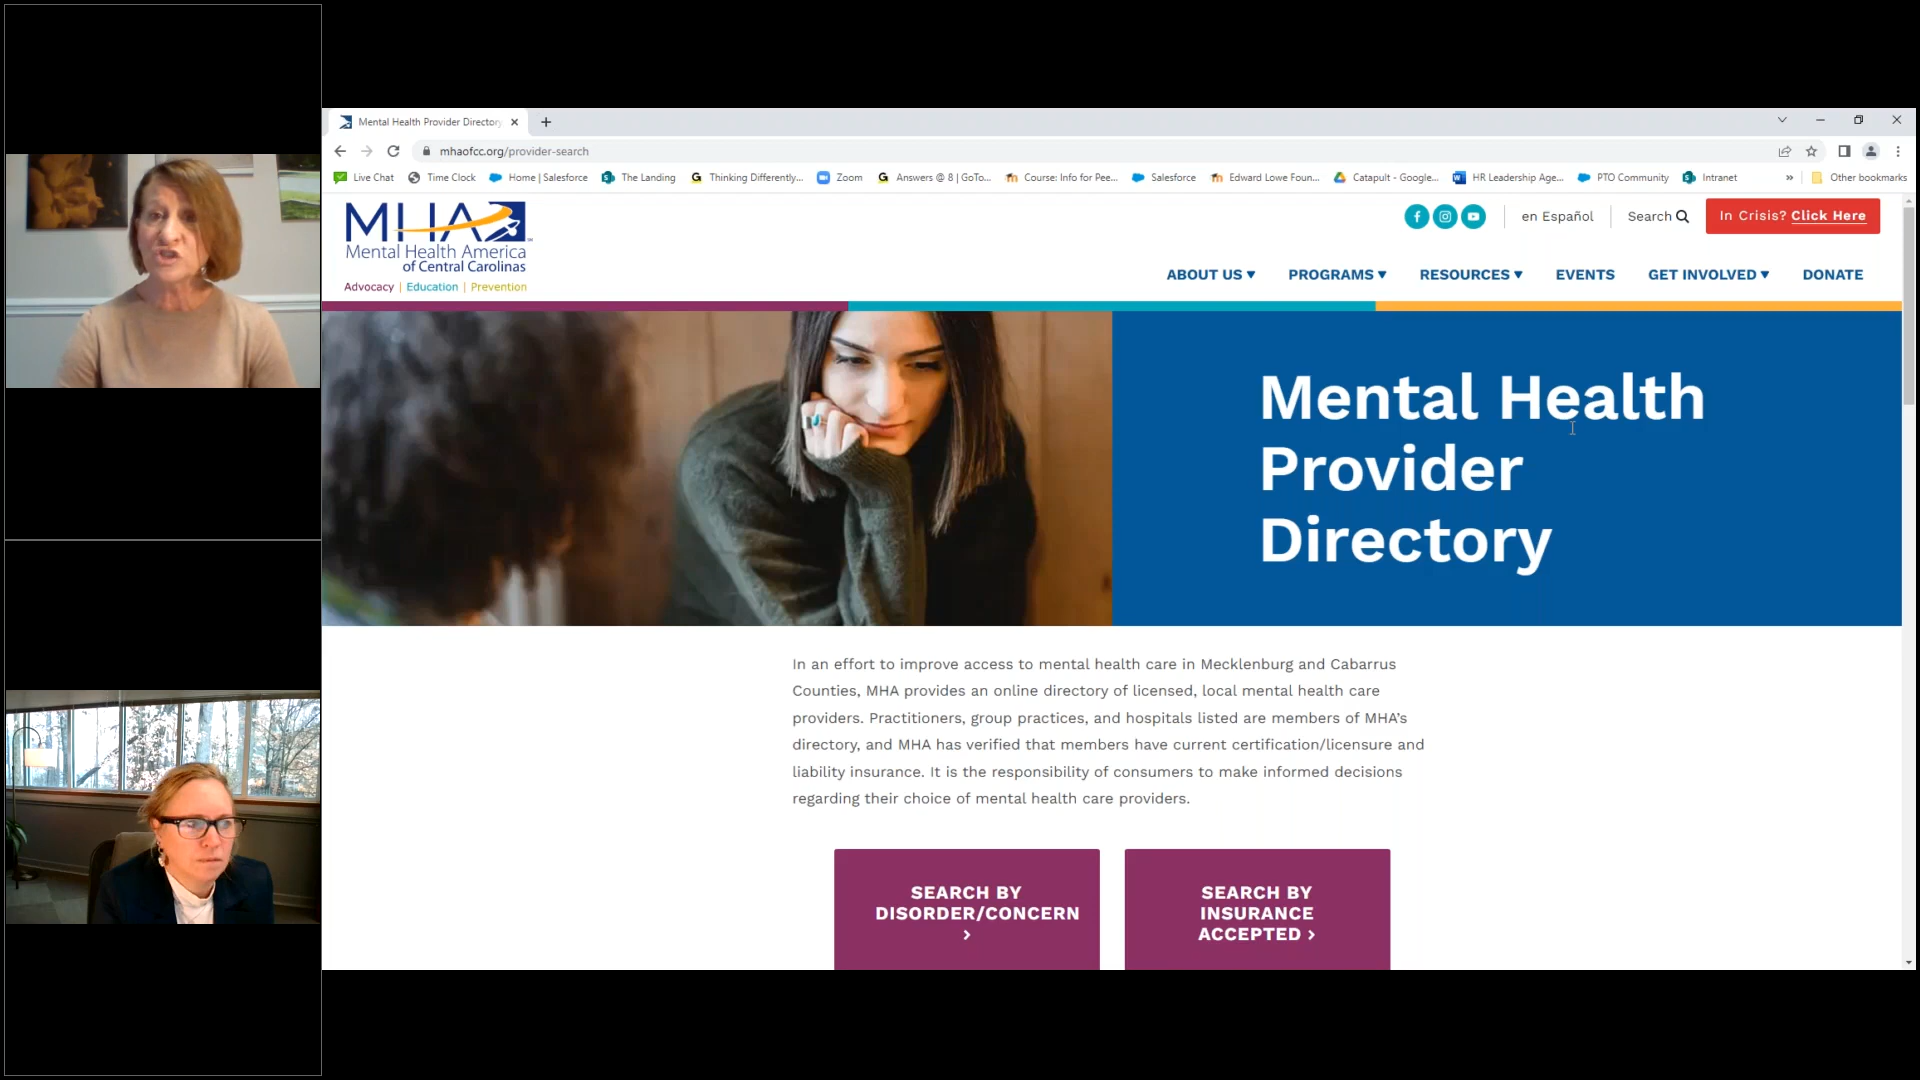 Mental Health Provider Directory
mhaofcc.org/provider-search
Live Chat
Time Clock
Home | Salesforce
The Landing
Thinking Differently...
Zoom
Answers @ 8 | GoTo...
Course: Info for Pee...
Salesforce
Edward Lowe Foun...
Catapult - Google...
HR Leadership Age...
PTO Community
Intranet
»
Other bookmarks
MHA
Mental Health America
of Central Carolinas
Advocacy | Education | Prevention
en Español
Search
In Crisis? Click Here
ABOUT US
PROGRAMS
RESOURCES
EVENTS
GET INVOLVED
DONATE
Mental Health
Provider
Directory
In an effort to improve access to mental health care in Mecklenburg and Cabarrus
Counties, MHA provides an online directory of licensed, local mental health care
providers. Practitioners, group practices, and hospitals listed are members of MHA's
directory, and MHA has verified that members have current certification/licensure and
liability insurance. It is the responsibility of consumers to make informed decisions
regarding their choice of mental health care providers.
SEARCH BY
DISORDER/CONCERN
>
SEARCH BY
INSURANCE
ACCEPTED >